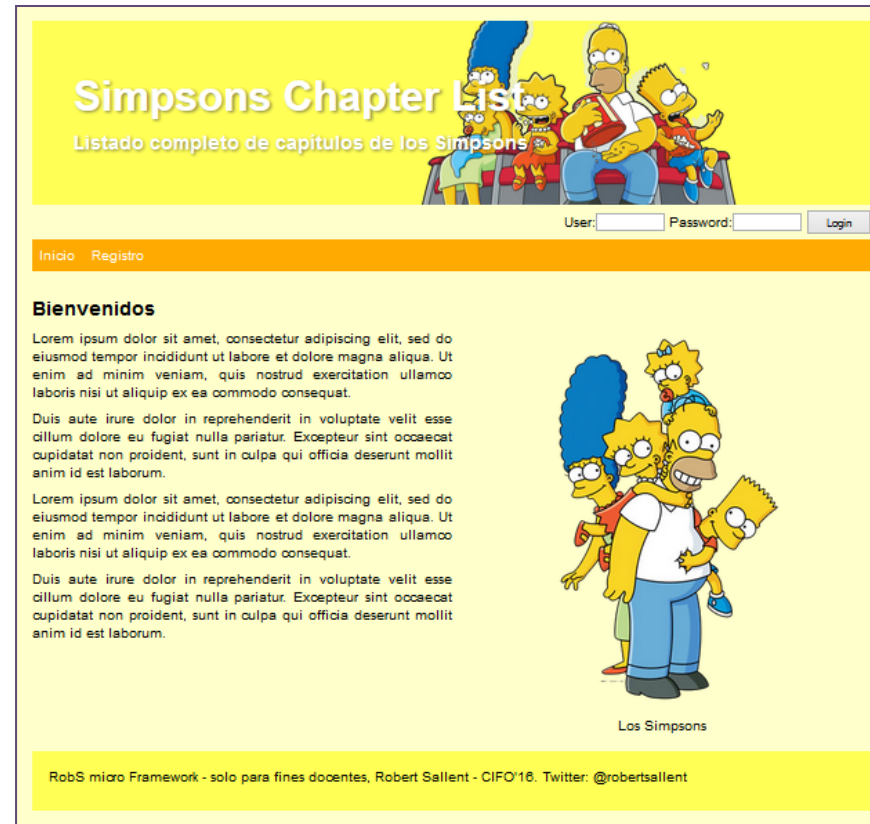 Simpsons Chapter List
Listado completo de capítulos de los Simpsons
User: Password: Login
Inicio Registro
Bienvenidos
Lorem ipsum dolor sit amet, consectetur adipiscing elit, sed do
eiusmod tempor incididunt ut labore et dolore magna aliqua. Ut
enim ad minim veniam, quis nostrud exercitation ullamco
laboris nisi ut aliquip ex ea commodo consequat.
Duis aute irure dolor in reprehenderit in voluptate velit esse
cillum dolore eu fugiat nulla pariatur. Excepteur sint occaecat
cupidatat non proident, sunt in culpa qui officia deserunt mollit
anim id est laborum.
Lorem ipsum dolor sit amet, consectetur adipiscing elit, sed do
eiusmod tempor incididunt ut labore et dolore magna aliqua. Ut
enim ad minim veniam, quis nostrud exercitation ullamco
laboris nisi ut aliquip ex ea commodo consequat.
Duis aute irure dolor in reprehenderit in voluptate velit esse
cillum dolore eu fugiat nulla pariatur. Excepteur sint occaecat
cupidatat non proident, sunt in culpa qui officia deserunt mollit
anim id est laborum.
Los Simpsons
RobS micro Framework - solo para fines docentes, Robert Sallent - CIFO'16. Twitter: @robertsallent